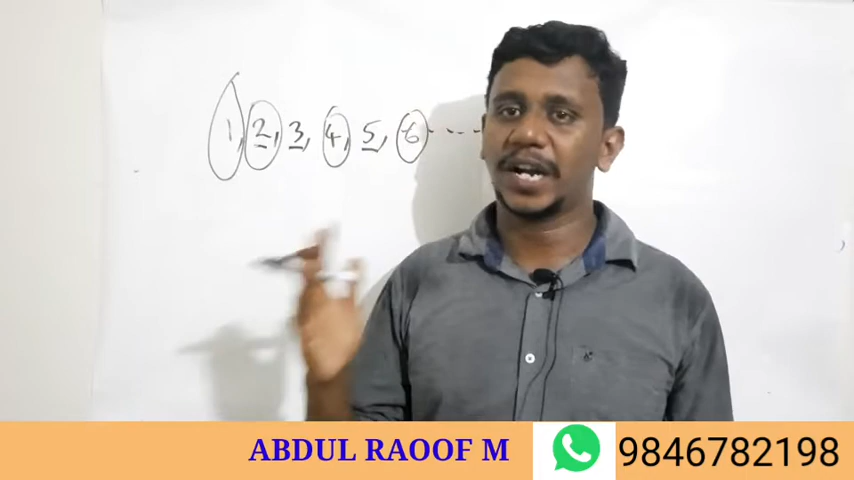 1, 2, 3, 4, 5, 6 - - - -
ABDUL RAOOF M
9846782198